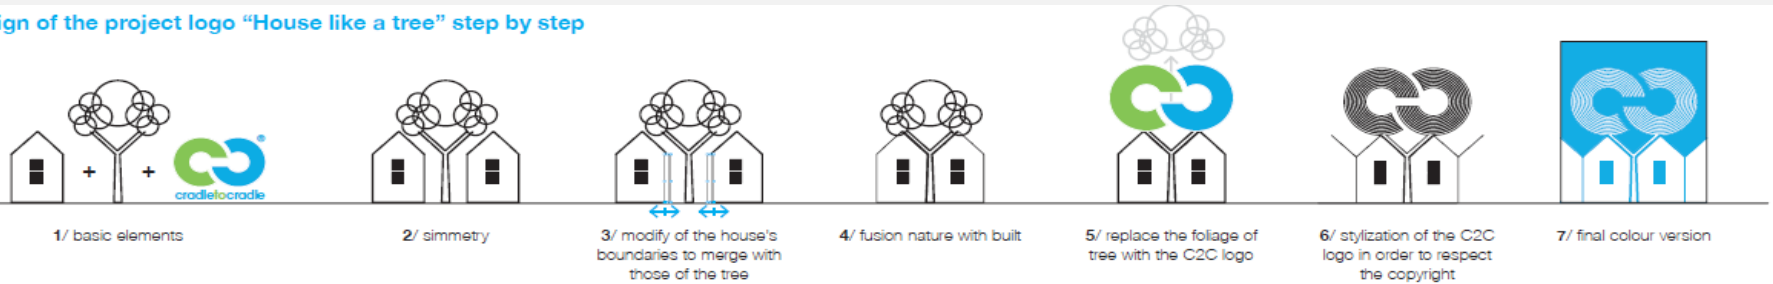 ign of the project logo “House like a tree” step by step
+ +
®
cradletocradle
1/ basic elements
2/ simmetry
3/ modify of the house's
boundaries to merge with
those of the tree
4/ fusion nature with built
5/ replace the foliage of
tree with the C2C logo
6/ stylization of the C2C
logo in order to respect
the copyright
7/ final colour version